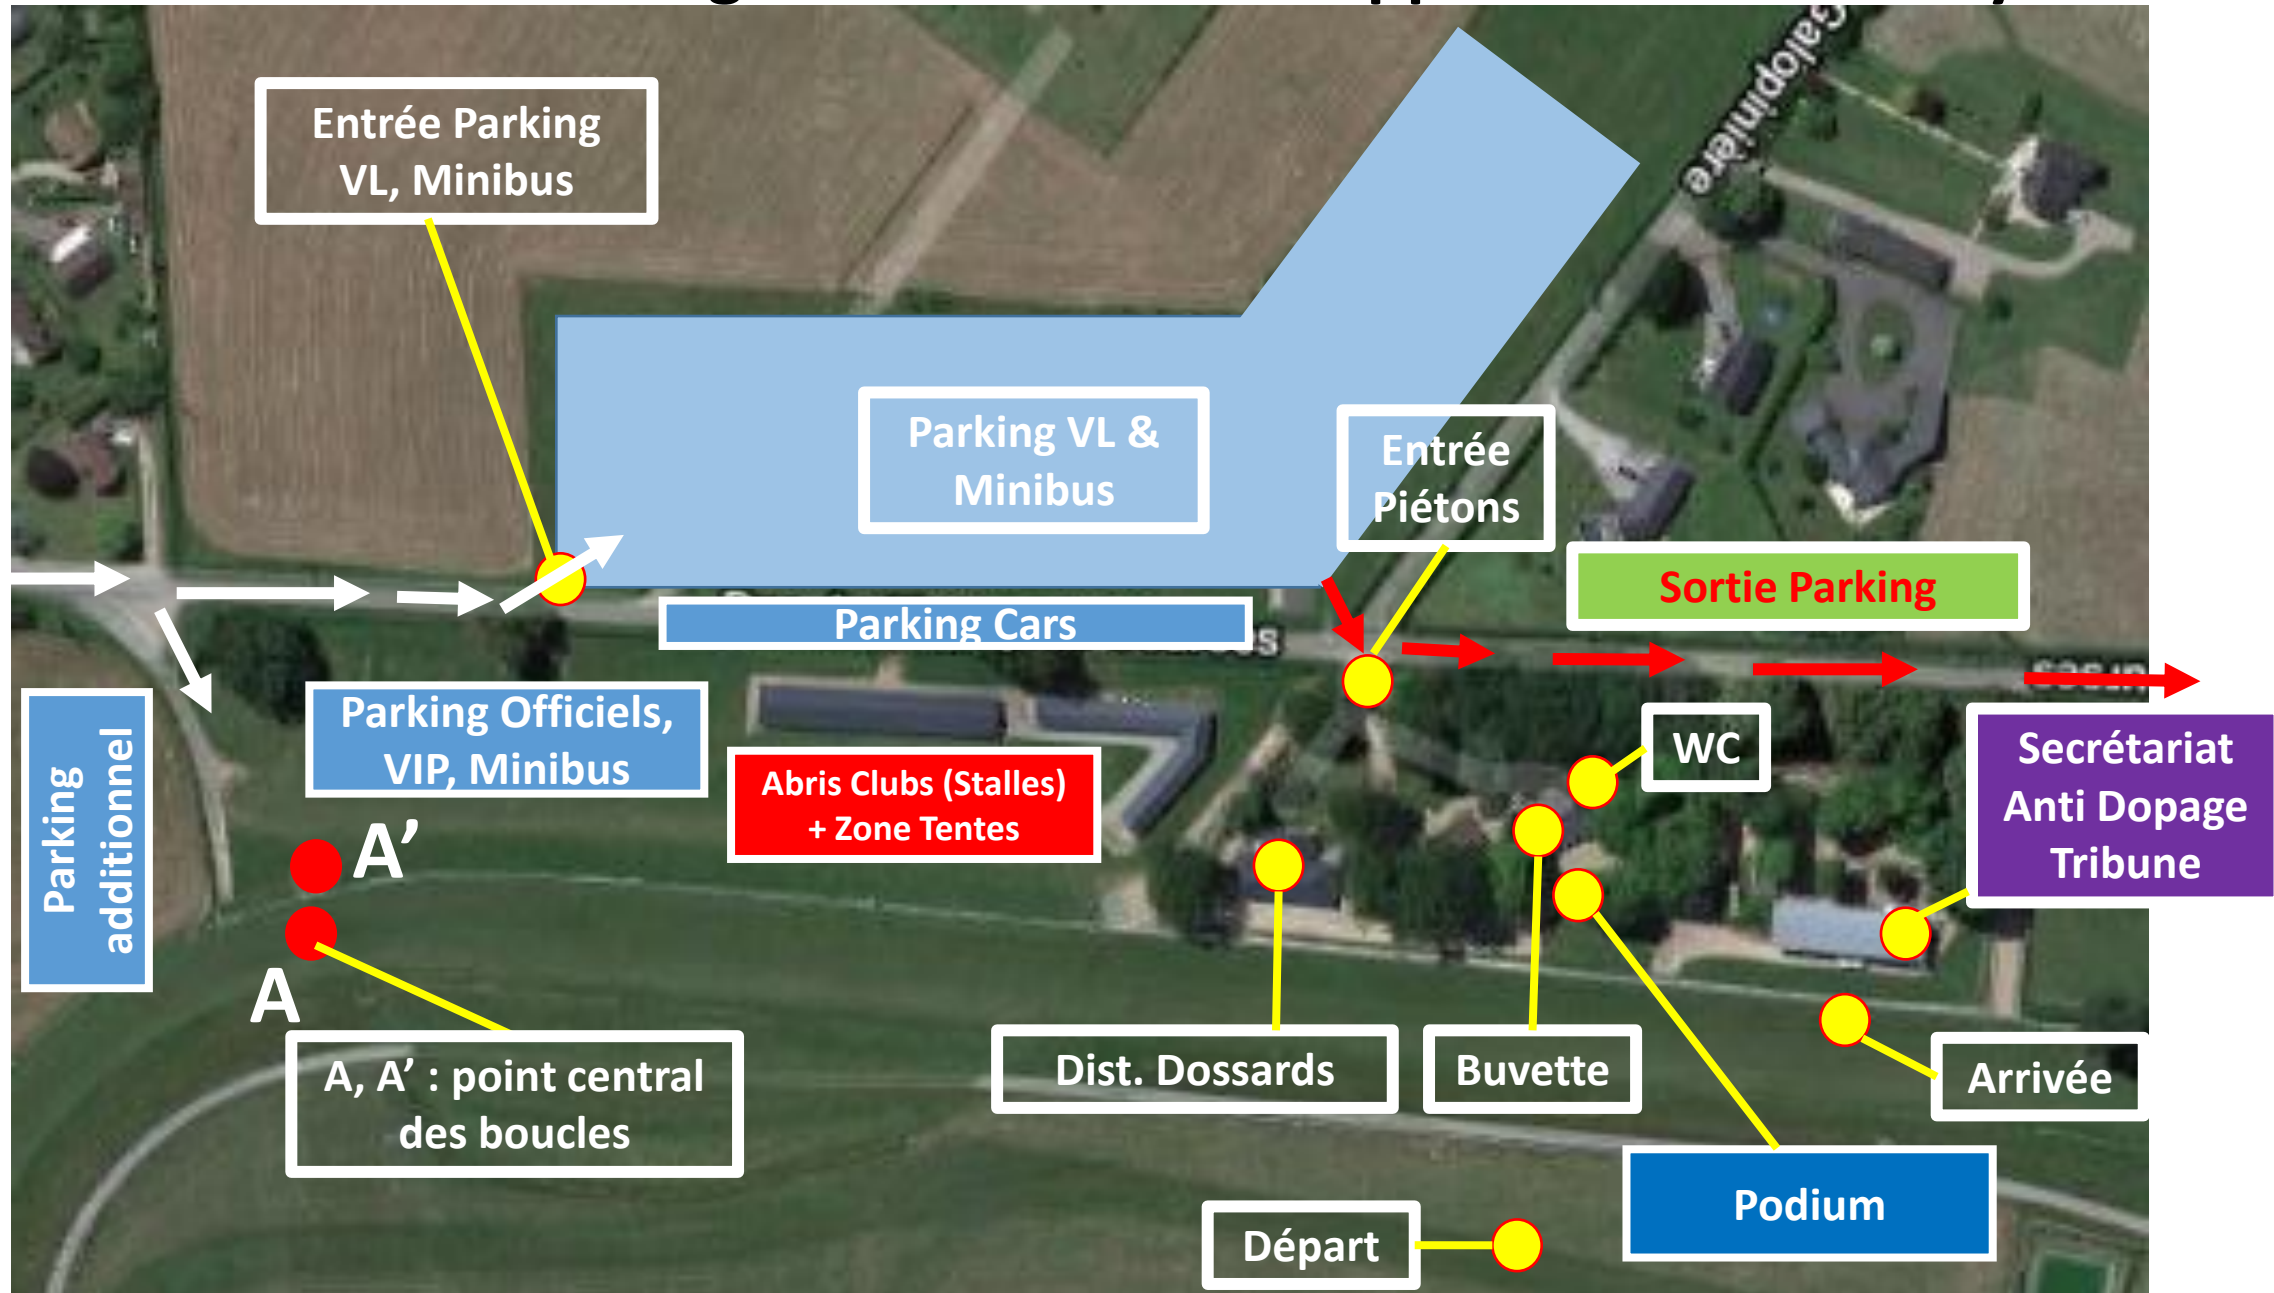 Galopinière
Entrée Parking
VL, Minibus
Parking VL &
Minibus
Entrée
Piétons
Sortie Parking
Parking Cars
Parking Officiels,
VIP, Minibus
Parking
additionnel
Abris Clubs (Stalles)
+ Zone Tentes
WC
Secrétariat
Anti Dopage
Tribune
A’
A
A, A’ : point central
des boucles
Dist. Dossards
Buvette
Arrivée
Podium
Départ